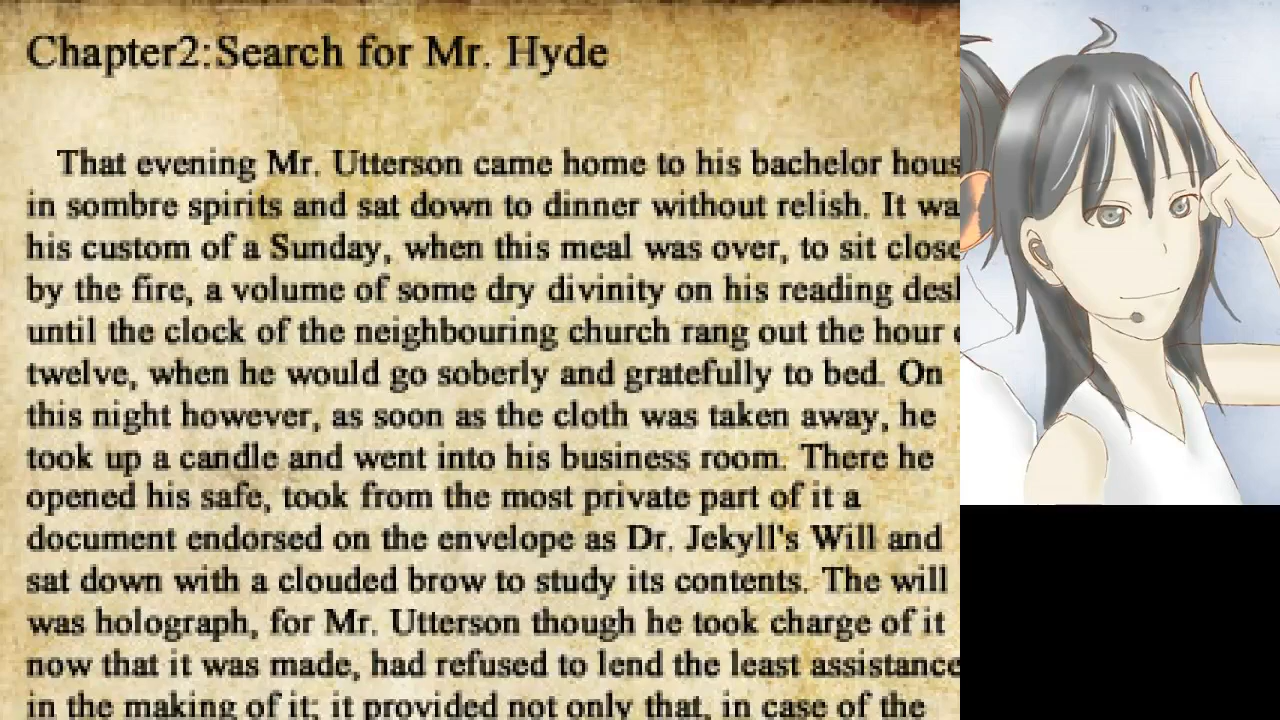 Chapter2:Search for Mr. Hyde
That evening Mr. Utterson came home to his bachelor hous
in sombre spirits and sat down to dinner without relish. It wa
his custom of a Sunday, when this meal was over, to sit close
by the fire, a volume of some dry divinity on his reading desl
until the clock of the neighbouring church rang out the hour
twelve, when he would go soberly and gratefully to bed. On
this night however, as soon as the cloth was taken away, he
took up a candle and went into his business room. There he
opened his safe, took from the most private part of it a
document endorsed on the envelope as Dr. Jekyll's Will and
sat down with a clouded brow to study its contents. The will
was holograph, for Mr. Utterson though he took charge of it
now that it was made, had refused to lend the least assistance
in the making of it; it provided not only that, in case of the